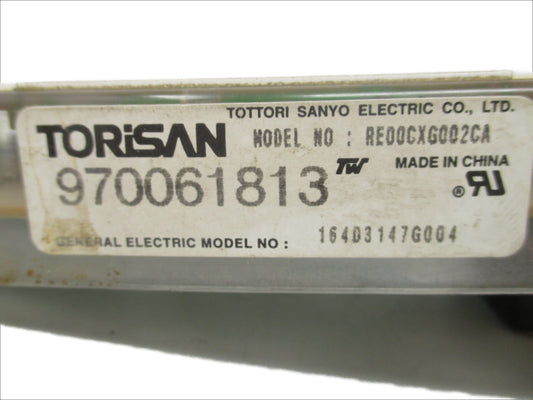 TOTTORI SANYO ELECTRIC CO., LTD.
TORiSAN MODEL NO : RE00CXG002CA
970061813 TW MADE IN CHINA
® RU
GENERAL ELECTRIC MODEL NO : 164D3147G004